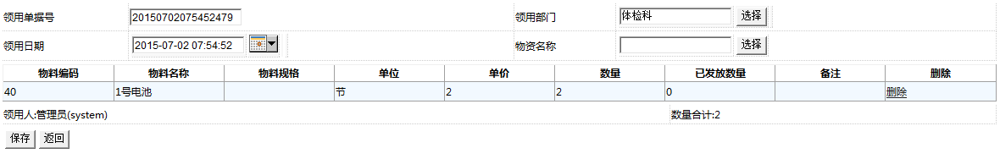 领用单据号 20150702075452479 领用部门 体检科 选择
领用日期 2015-07-02 07:54:52 物资名称 选择
物料编码 物料名称 物料规格 单位 单价 数量 已发放数量 备注 删除
40 1号电池 节 2 2 0 删除
领用人:管理员(system) 数量合计:2
保存 返回